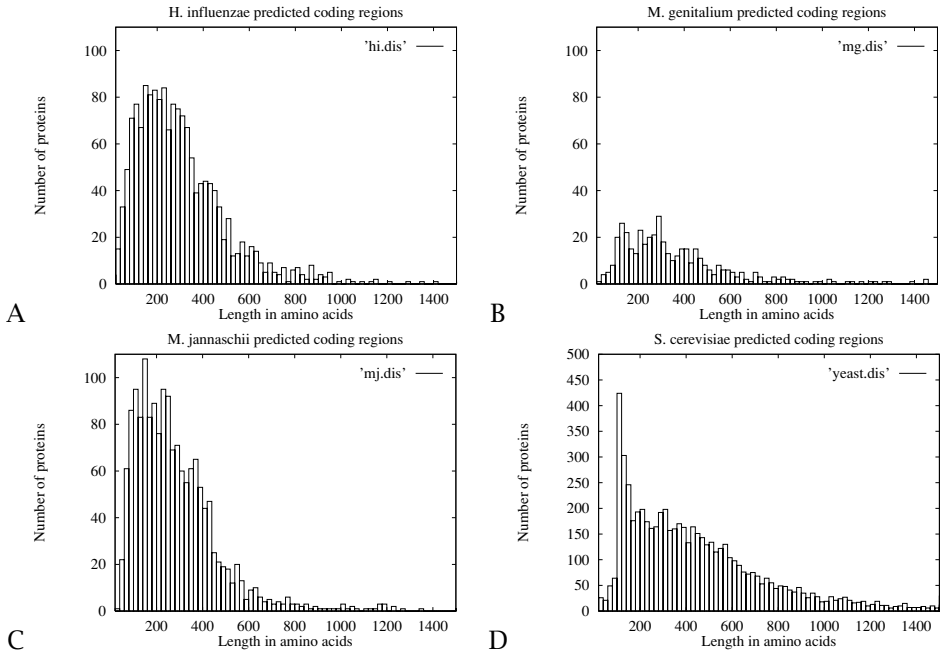 H. influenzae predicted coding regions
100
80
60
40
20
0
Number of proteins
'hi.dis'
200 400 600 800 1000 1200 1400
Length in amino acids
A
M. genitalium predicted coding regions
100
80
60
40
20
0
Number of proteins
'mg.dis'
200 400 600 800 1000 1200 1400
Length in amino acids
B
M. jannaschii predicted coding regions
100
80
60
40
20
0
Number of proteins
'mj.dis'
200 400 600 800 1000 1200 1400
Length in amino acids
C
S. cerevisiae predicted coding regions
500
450
400
350
300
250
200
150
100
50
0
Number of proteins
'yeast.dis'
200 400 600 800 1000 1200 1400
Length in amino acids
D